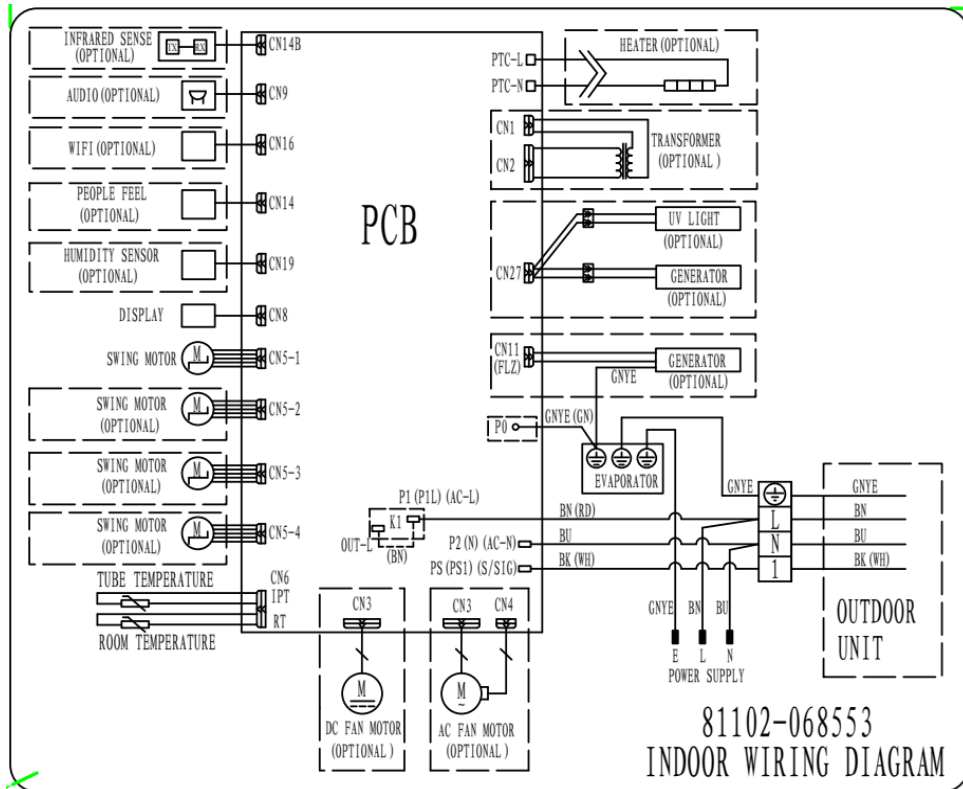 INFRARED SENSE
(OPTIONAL)
TX
RX
CN14B
AUDIO(OPTIONAL)
CN9
WIFI(OPTIONAL)
CN16
PEOPLE FEEL
(OPTIONAL)
CN14
HUMIDITY SENSOR
(OPTIONAL)
CN19
DISPLAY
CN8
SWING MOTOR
M
CN5-1
SWING MOTOR
(OPTIONAL)
M
CN5-2
SWING MOTOR
(OPTIONAL)
M
CN5-3
SWING MOTOR
(OPTIONAL)
M
CN5-4
TUBE TEMPERATURE
CN6
IPT
RT
ROOM TEMPERATURE
PCB
PTC-L
PTC-N
HEATER(OPTIONAL)
CN1
CN2
TRANSFORMER
(OPTIONAL )
CN27
UV LIGHT
(OPTIONAL)
GENERATOR
(OPTIONAL)
CN11
(FLZ)
GENERATOR
(OPTIONAL)
GNYE
P0
GNYE(GN)
EVAPORATOR
P1(P1L)(AC-L)
K1
OUT-L
(BN)
P2(N)(AC-N)
PS(PS1)(S/SIG)
BN(RD)
BU
BK(WH)
GNYE
L
N
1
GNYE
BN
BU
BK(WH)
OUTDOOR
UNIT
GNYE
BN
BU
E
L
N
POWER SUPPLY
CN3
M
DC FAN MOTOR
(OPTIONAL )
CN3
CN4
M
~
AC FAN MOTOR
(OPTIONAL )
81102-068553
INDOOR WIRING DIAGRAM